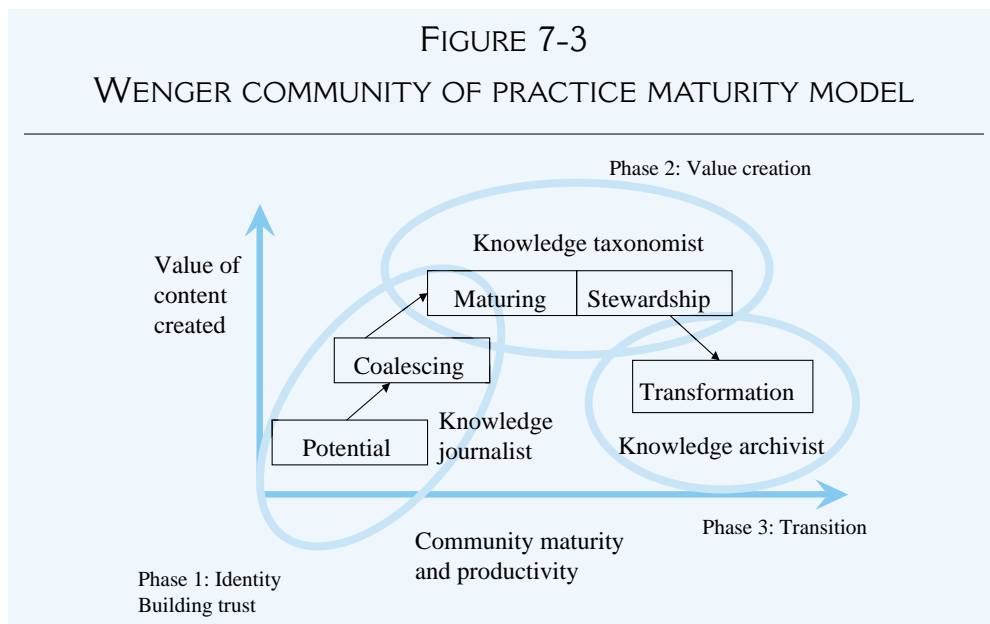 FIGURE 7-3
WENGER COMMUNITY OF PRACTICE MATURITY MODEL
Phase 2: Value creation
Knowledge taxonomist
Value of
content
created
Maturing
Stewardship
Coalescing
Transformation
Potential
Knowledge
journalist
Knowledge archivist
Phase 3: Transition
Community maturity
and productivity
Phase 1: Identity
Building trust